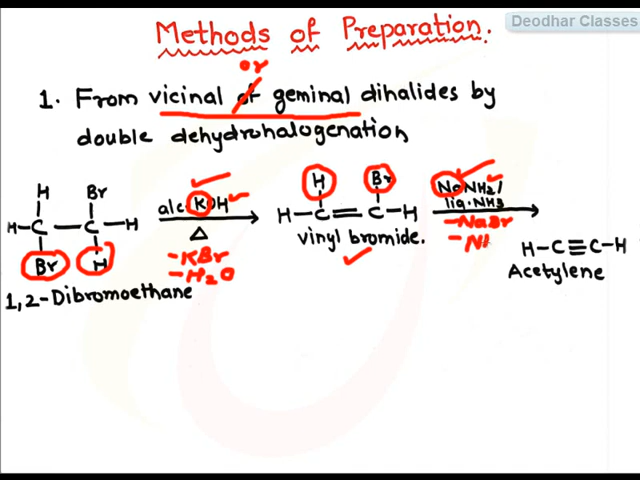 Deodhar Classes
Methods of Preparation.
or
1. From vicinal of geminal dihalides by
double dehydrohalogenation
H Br
H-C-C-H
Br H
1,2-Dibromoethane
alc. KOH
Δ
-KBr
-H2O
H Br
H-C=C-H
vinyl bromide.
NaNH2/
liq. NH3
-NaBr
-N
H-C≡C-H
Acetylene